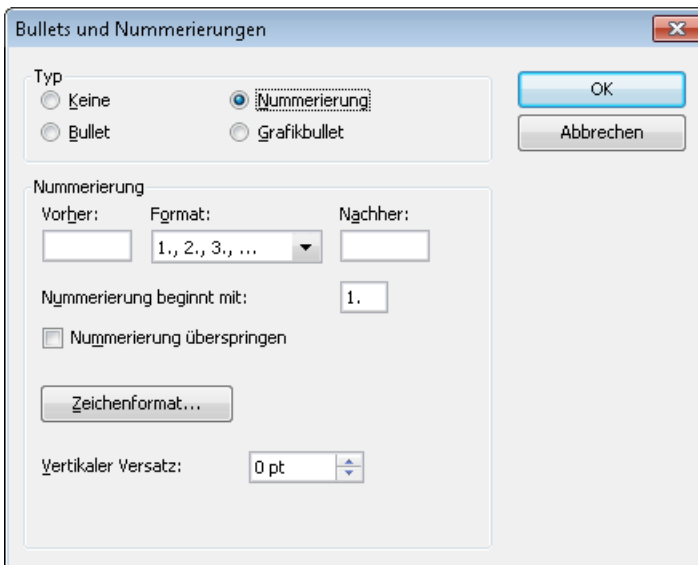 Bullets und Nummerierungen
Typ
Keine
Nummerierung
Bullet
Grafikbullet
OK
Abbrechen
Nummerierung
Vorher:
Format:
Nachher:
1., 2., 3., ...
Nummerierung beginnt mit:
1.
Nummerierung überspringen
Zeichenformat...
Vertikaler Versatz:
0 pt